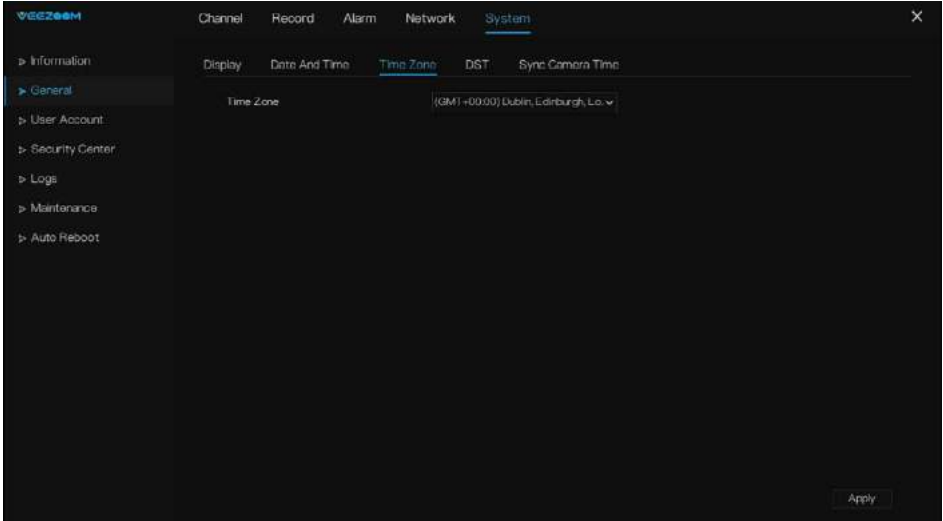 VEEZOOM
Channel Record Alarm Network System
Information
General
User Account
Security Center
Logs
Maintenance
Auto Reboot
Display Date And Time Time Zone DST Sync Camera Time
Time Zone (GMT+00:00) Dublin, Edinburgh, Lo.
Apply